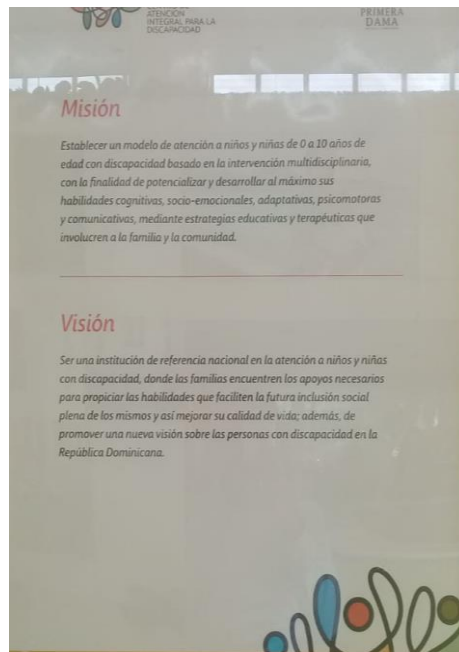 ATENCIÓN
INTEGRAL PARA LA
DISCAPACIDAD
PRIMERA
DAMA
Misión
Establecer un modelo de atención a niños y niñas de 0 a 10 años de
edad con discapacidad basado en la intervención multidisciplinaria,
con la finalidad de potencializar y desarrollar al máximo sus
habilidades cognitivas, socio-emocionales, adaptativas, psicomotoras
y comunicativas, mediante estrategias educativas y terapéuticas que
involucren a la familia y la comunidad.
Visión
Ser una institución de referencia nacional en la atención a niños y niñas
con discapacidad, donde las familias encuentren los apoyos necesarios
para propiciar las habilidades que faciliten la futura inclusión social
plena de los mismos y así mejorar su calidad de vida; además, de
promover una nueva visión sobre las personas con discapacidad en la
República Dominicana.